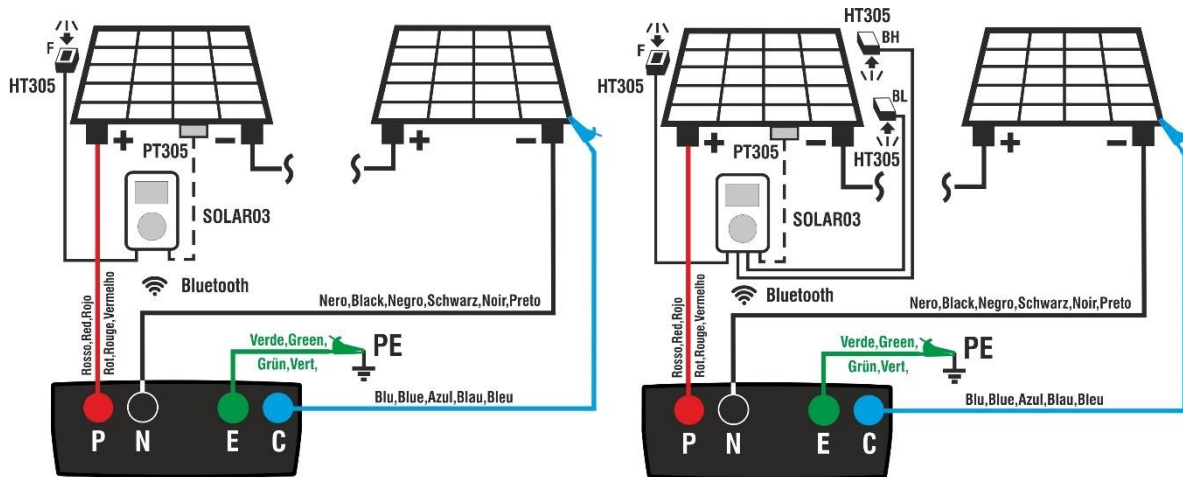 F
HT305
+
PT305
-
+
-
SOLAR03
Bluetooth
Rosso,Red,Rojo
Rot,Rouge,Vermelho
Nero,Black,Negro,Schwarz,Noir,Preto
Verde,Green,
Grün,Vert,
PE
Blu,Blue,Azul,Blau,Bleu
P N E C
HT305
F
HT305
BH
BL
HT305
+
PT305
-
+
-
SOLAR03
Bluetooth
Rosso,Red,Rojo
Rot,Rouge,Vermelho
Nero,Black,Negro,Schwarz,Noir,Preto
Verde,Green,
Grün,Vert,
PE
Blu,Blue,Azul,Blau,Bleu
P N E C